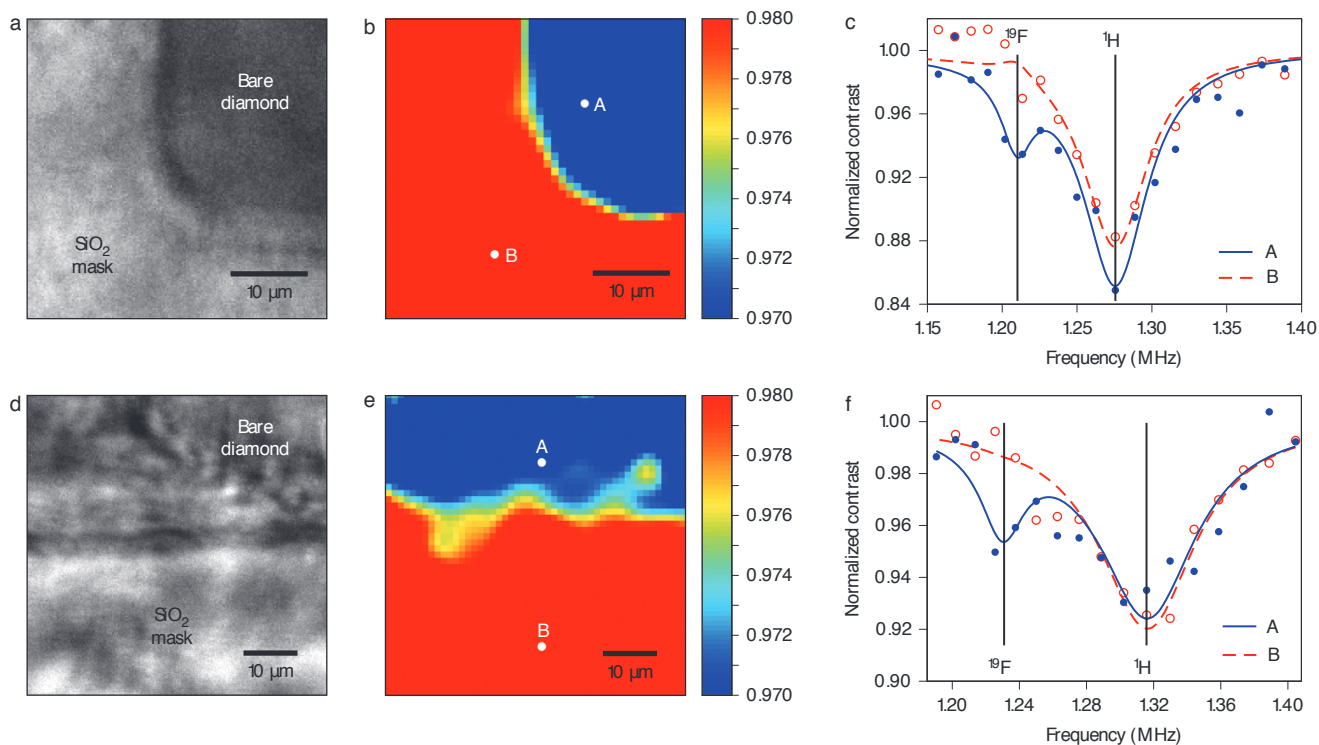 a
Bare
diamond
SiO₂
mask
10 µm
b
A
B
10 µm
0.980
0.978
0.976
0.974
0.972
0.970
c
¹⁹F
¹H
1.00
0.96
0.92
0.88
0.84
Normalized contrast
A
B
1.15
1.20
1.25
1.30
1.35
1.40
Frequency (MHz)
d
Bare
diamond
SiO₂
mask
10 µm
e
A
B
10 µm
0.980
0.978
0.976
0.974
0.972
0.970
f
1.00
0.98
0.96
0.94
0.92
0.90
Normalized contrast
¹⁹F
¹H
A
B
1.20
1.24
1.28
1.32
1.36
1.40
Frequency (MHz)